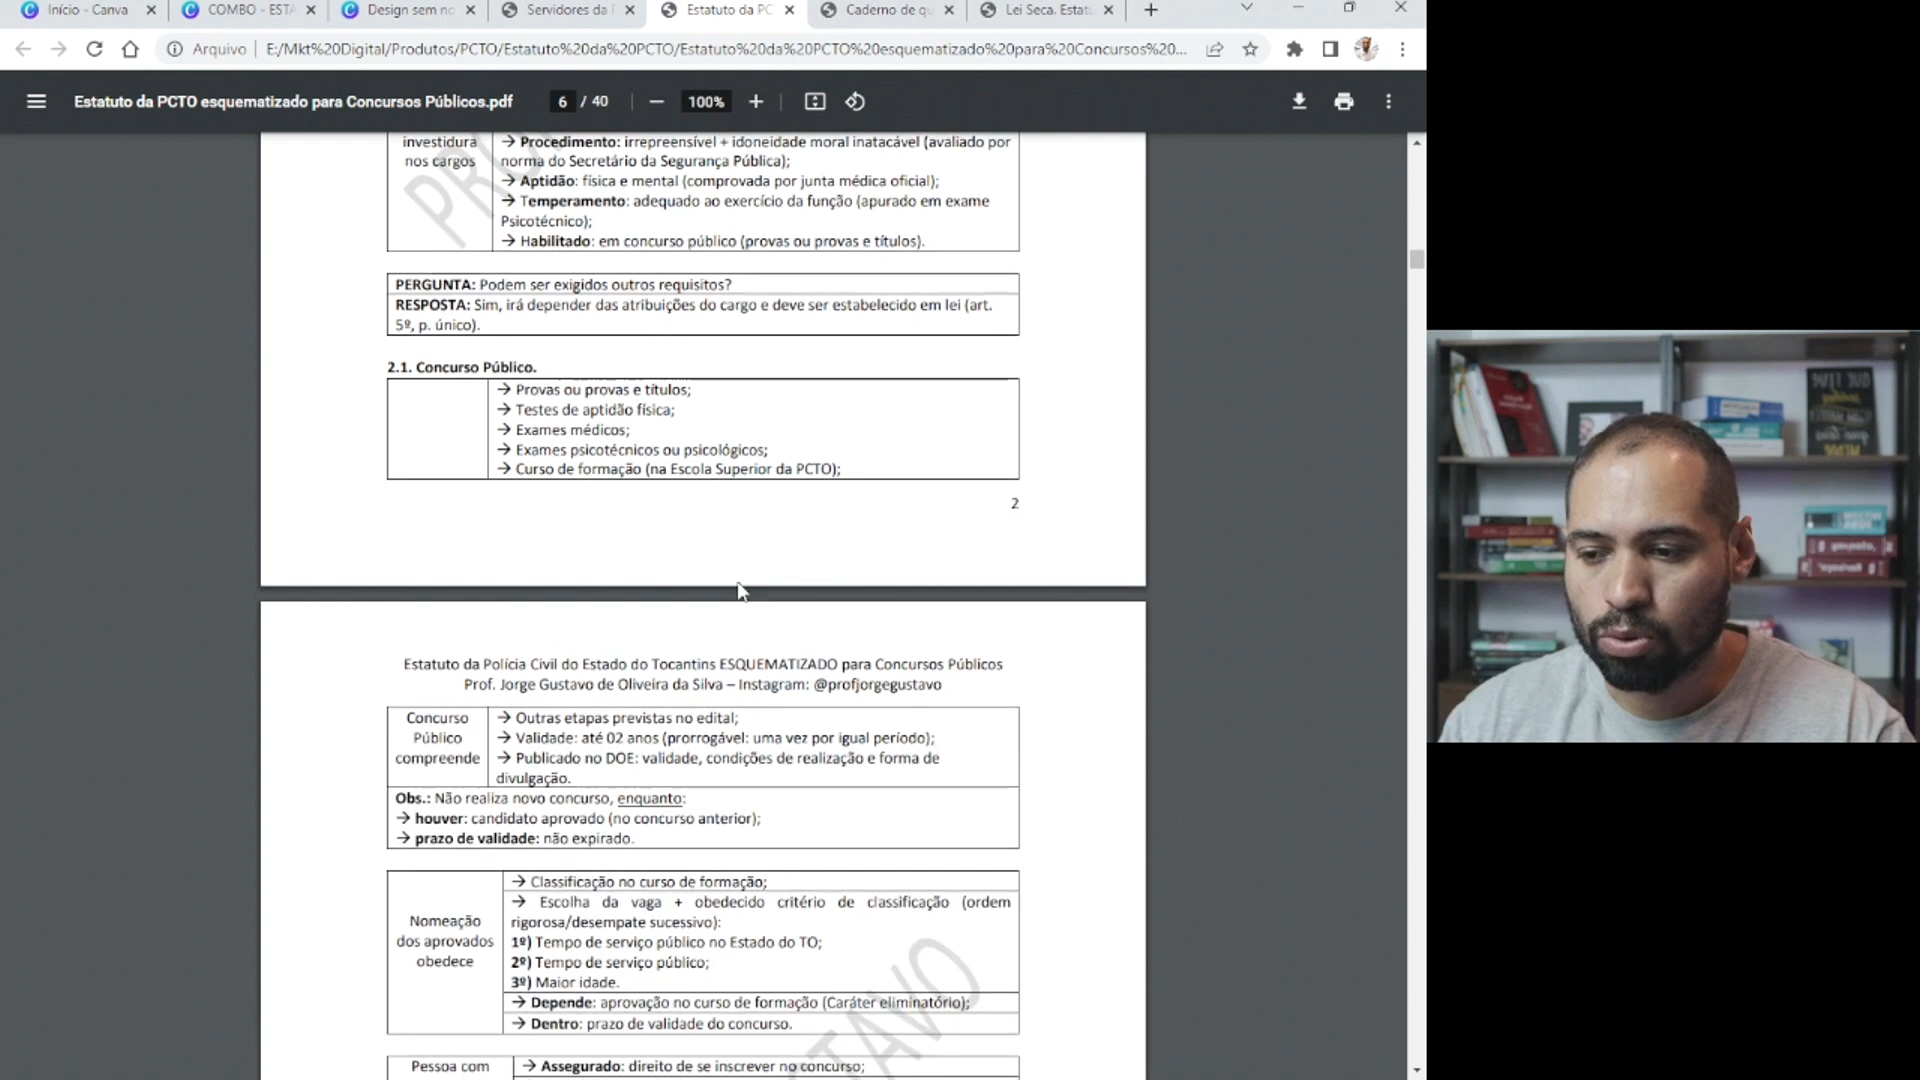 Início - Canva
COMBO - ESTA
Design sem no
Servidores da
Estatuto da PC
Caderno de qu
Lei Seca. Estat
Arquivo | E:/Mkt%20Digital/Produtos/PCTO/Estatuto%20da%20PCTO/Estatuto%20da%20PCTO%20esquematizado%20para%20Concursos%20...
Estatuto da PCTO esquematizado para Concursos Públicos.pdf
6 / 40
100%
investidura
nos cargos
→ Procedimento: irrepreensível + idoneidade moral inatacável (avaliado por
norma do Secretário da Segurança Pública);
→ Aptidão: física e mental (comprovada por junta médica oficial);
→ Temperamento: adequado ao exercício da função (apurado em exame
Psicotécnico);
→ Habilitado: em concurso público (provas ou provas e títulos).
PERGUNTA: Podem ser exigidos outros requisitos?
RESPOSTA: Sim, irá depender das atribuições do cargo e deve ser estabelecido em lei (art.
5º, p. único).
2.1. Concurso Público.
→ Provas ou provas e títulos;
→ Testes de aptidão física;
→ Exames médicos;
→ Exames psicotécnicos ou psicológicos;
→ Curso de formação (na Escola Superior da PCTO);
2
Estatuto da Polícia Civil do Estado do Tocantins ESQUEMATIZADO para Concursos Públicos
Prof. Jorge Gustavo de Oliveira da Silva – Instagram: @profjorgegustavo
Concurso
Público
compreende
→ Outras etapas previstas no edital;
→ Validade: até 02 anos (prorrogável: uma vez por igual período);
→ Publicado no DOE: validade, condições de realização e forma de
divulgação.
Obs.: Não realiza novo concurso, enquanto:
→ houver: candidato aprovado (no concurso anterior);
→ prazo de validade: não expirado.
Nomeação
dos aprovados
obedece
→ Classificação no curso de formação;
→ Escolha da vaga + obedecido critério de classificação (ordem
rigorosa/desempate sucessivo):
1º) Tempo de serviço público no Estado do TO;
2º) Tempo de serviço público;
3º) Maior idade.
→ Depende: aprovação no curso de formação (Caráter eliminatório);
→ Dentro: prazo de validade do concurso.
Pessoa com
→ Assegurado: direito de se inscrever no concurso;